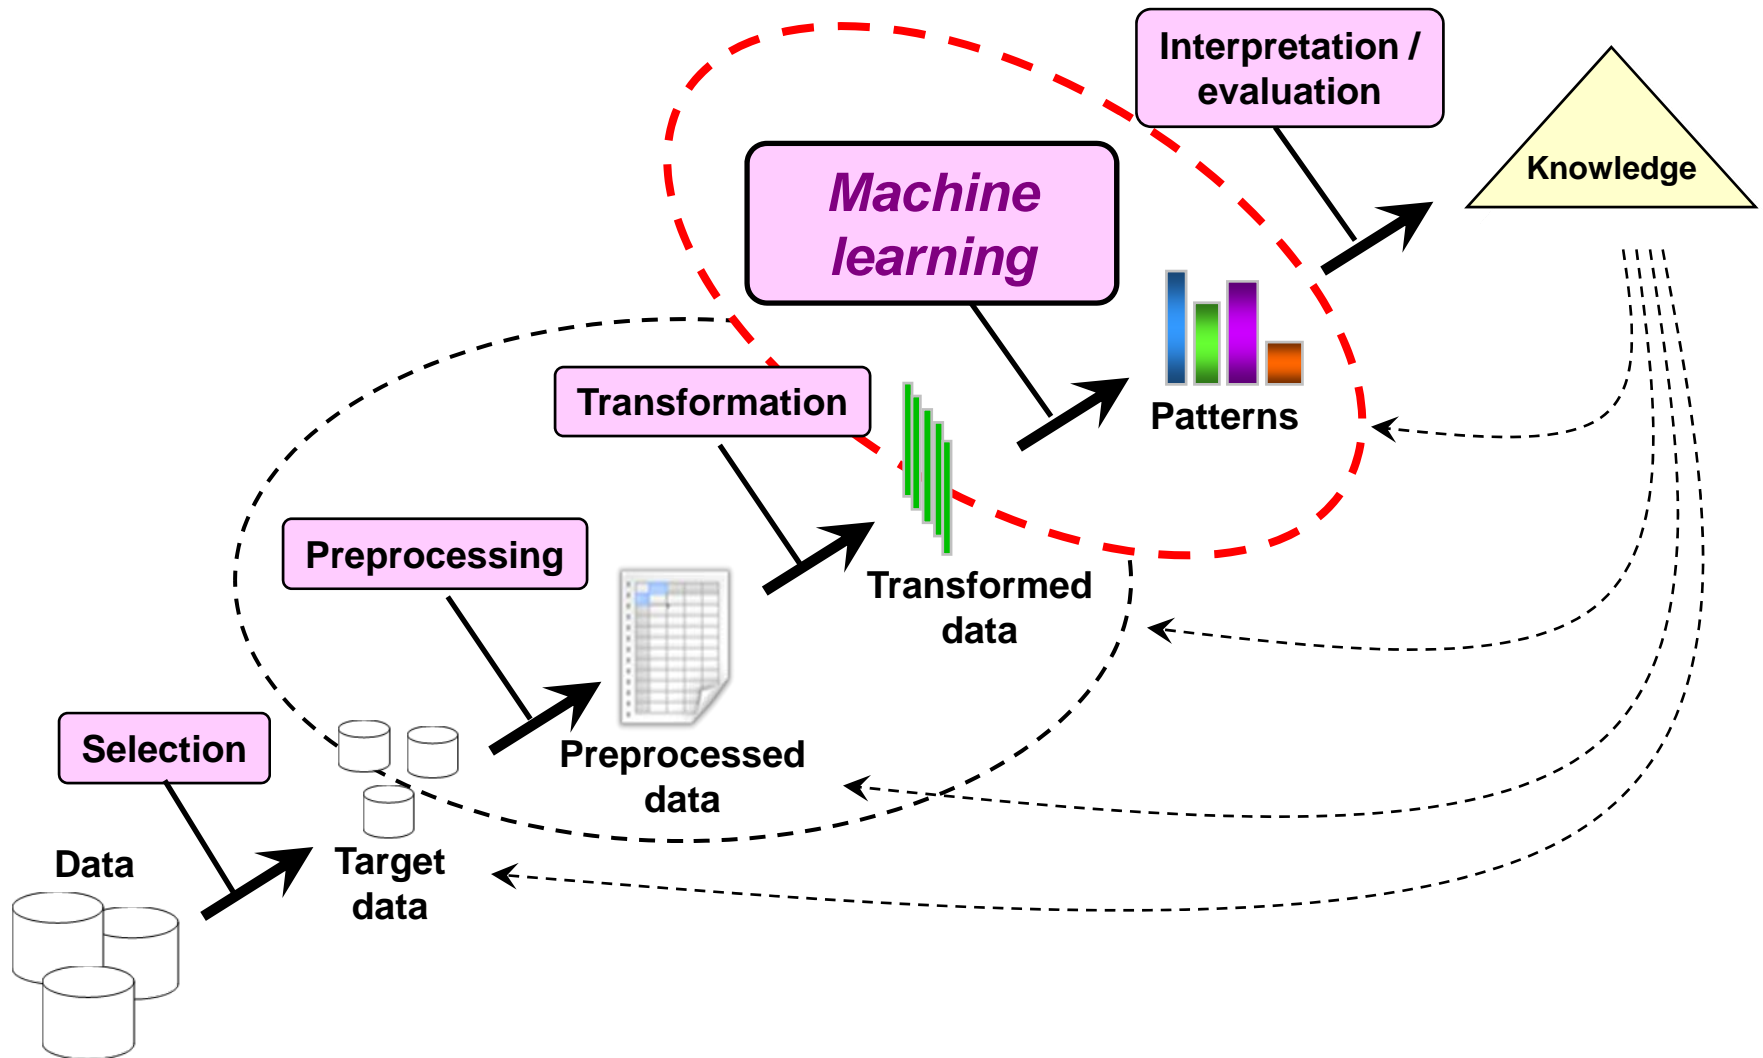 Interpretation /
evaluation
Knowledge
Machine
learning
Patterns
Transformation
Transformed
data
Preprocessing
Preprocessed
data
Selection
Target
data
Data